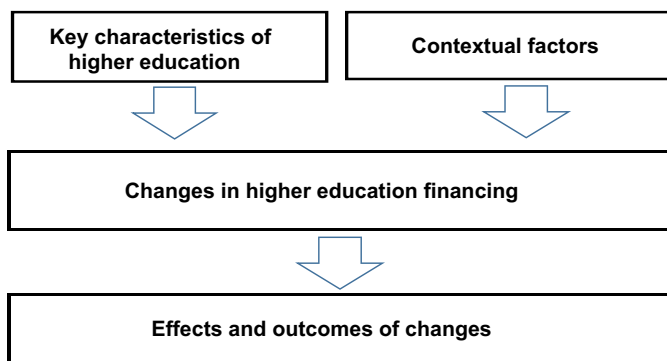 Key characteristics of
higher education
Contextual factors
Changes in higher education financing
Effects and outcomes of changes